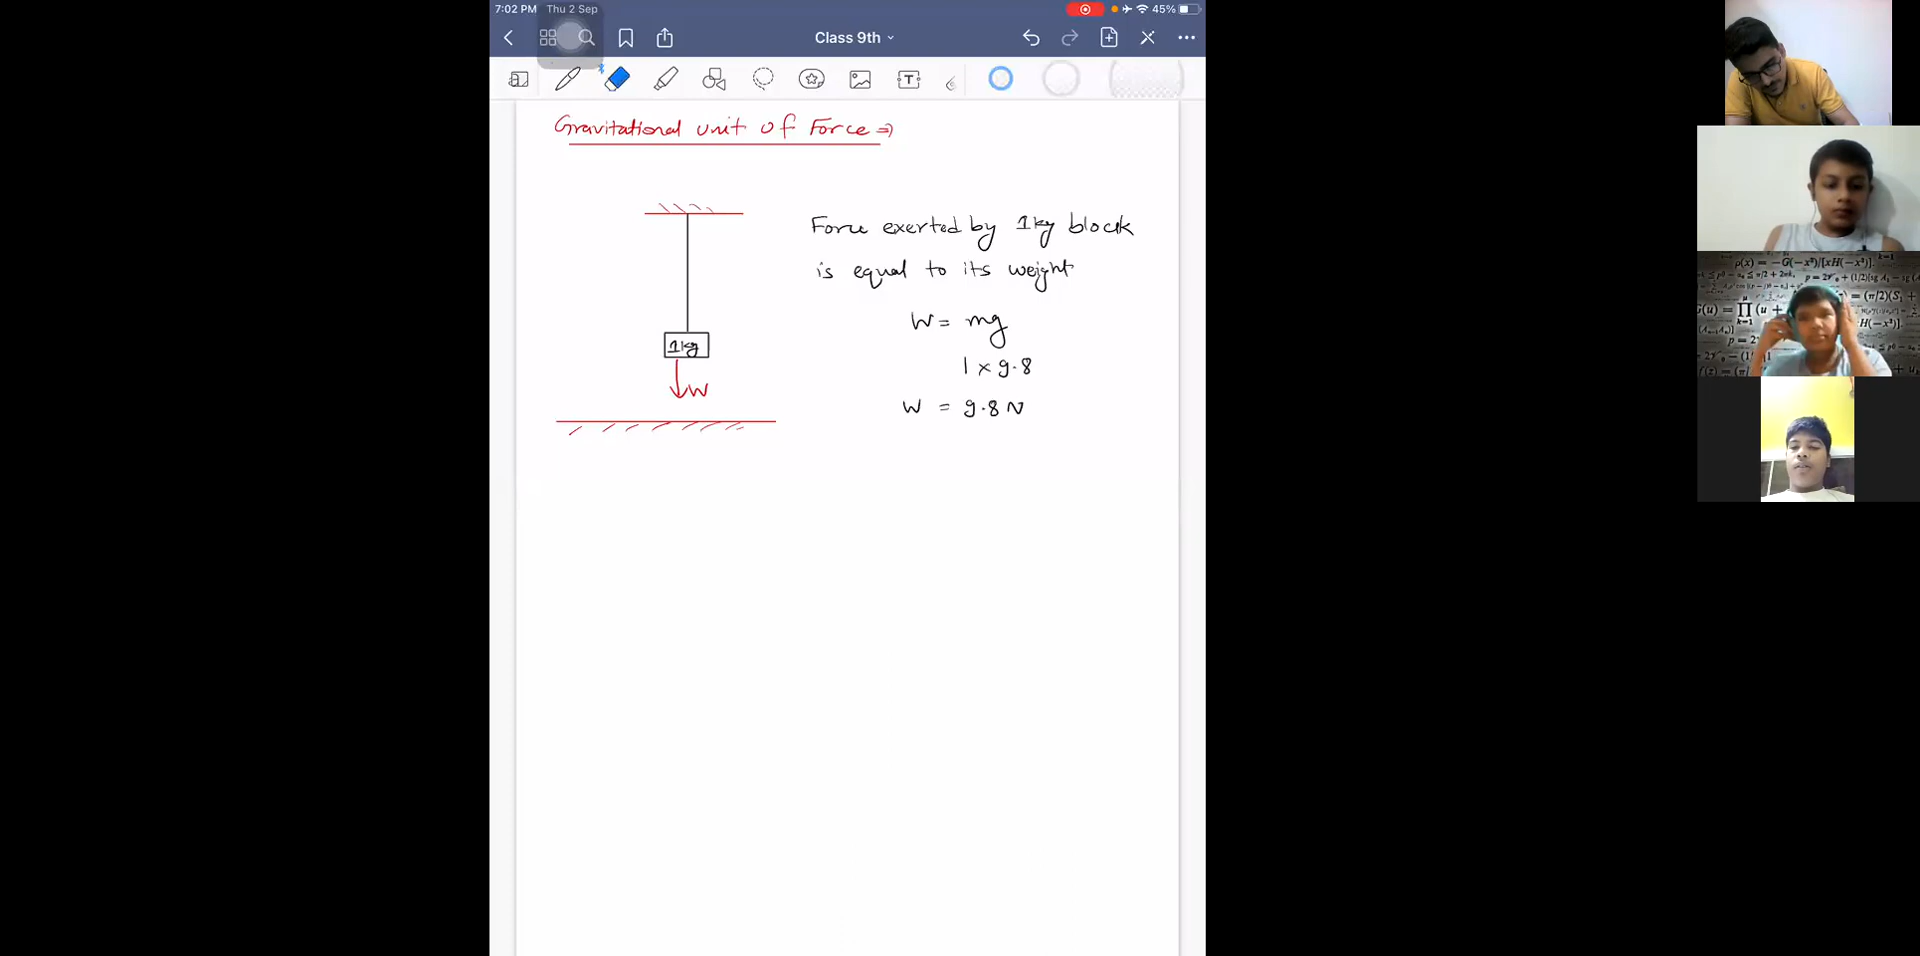 7:02 PM Thu 2 Sep
45%
Class 9th
T
Gravitational unit of Force ⇒
Force exerted by 1kg block
is equal to its weight
W = mg
1 × 9.8
W = 9.8 N
1kg
W